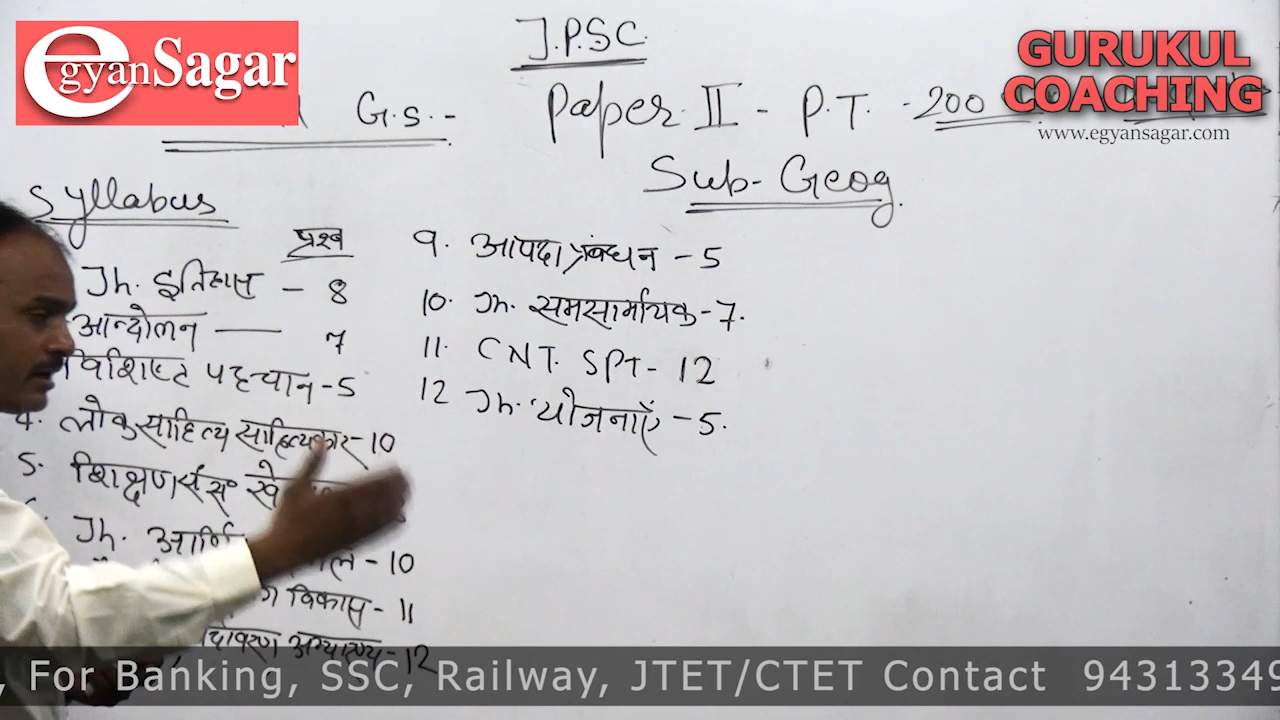 egyanSagar
GURUKUL
COACHING
www.egyansagar.com
J.P.S.C.
G.S.- Paper-II - P.T. - 200
Sub- Geog.
Syllabus
प्रश्न
Jh. इतिहास - 8
आन्दोलन - 7
विशिष्ट पहचान - 5
4. लोक साहित्य साहित्यकार - 10
5. शिक्षण
Jh.
- 10
विकास - 11
अभ्यारण्य - 12
9. आपदा प्रबंधन - 5
10. Jh. समसामयिक - 7.
11. CNT. SPT - 12
12 Jh. योजनाएँ - 5.
, For Banking, SSC, Railway, JTET/CTET Contact 94313349